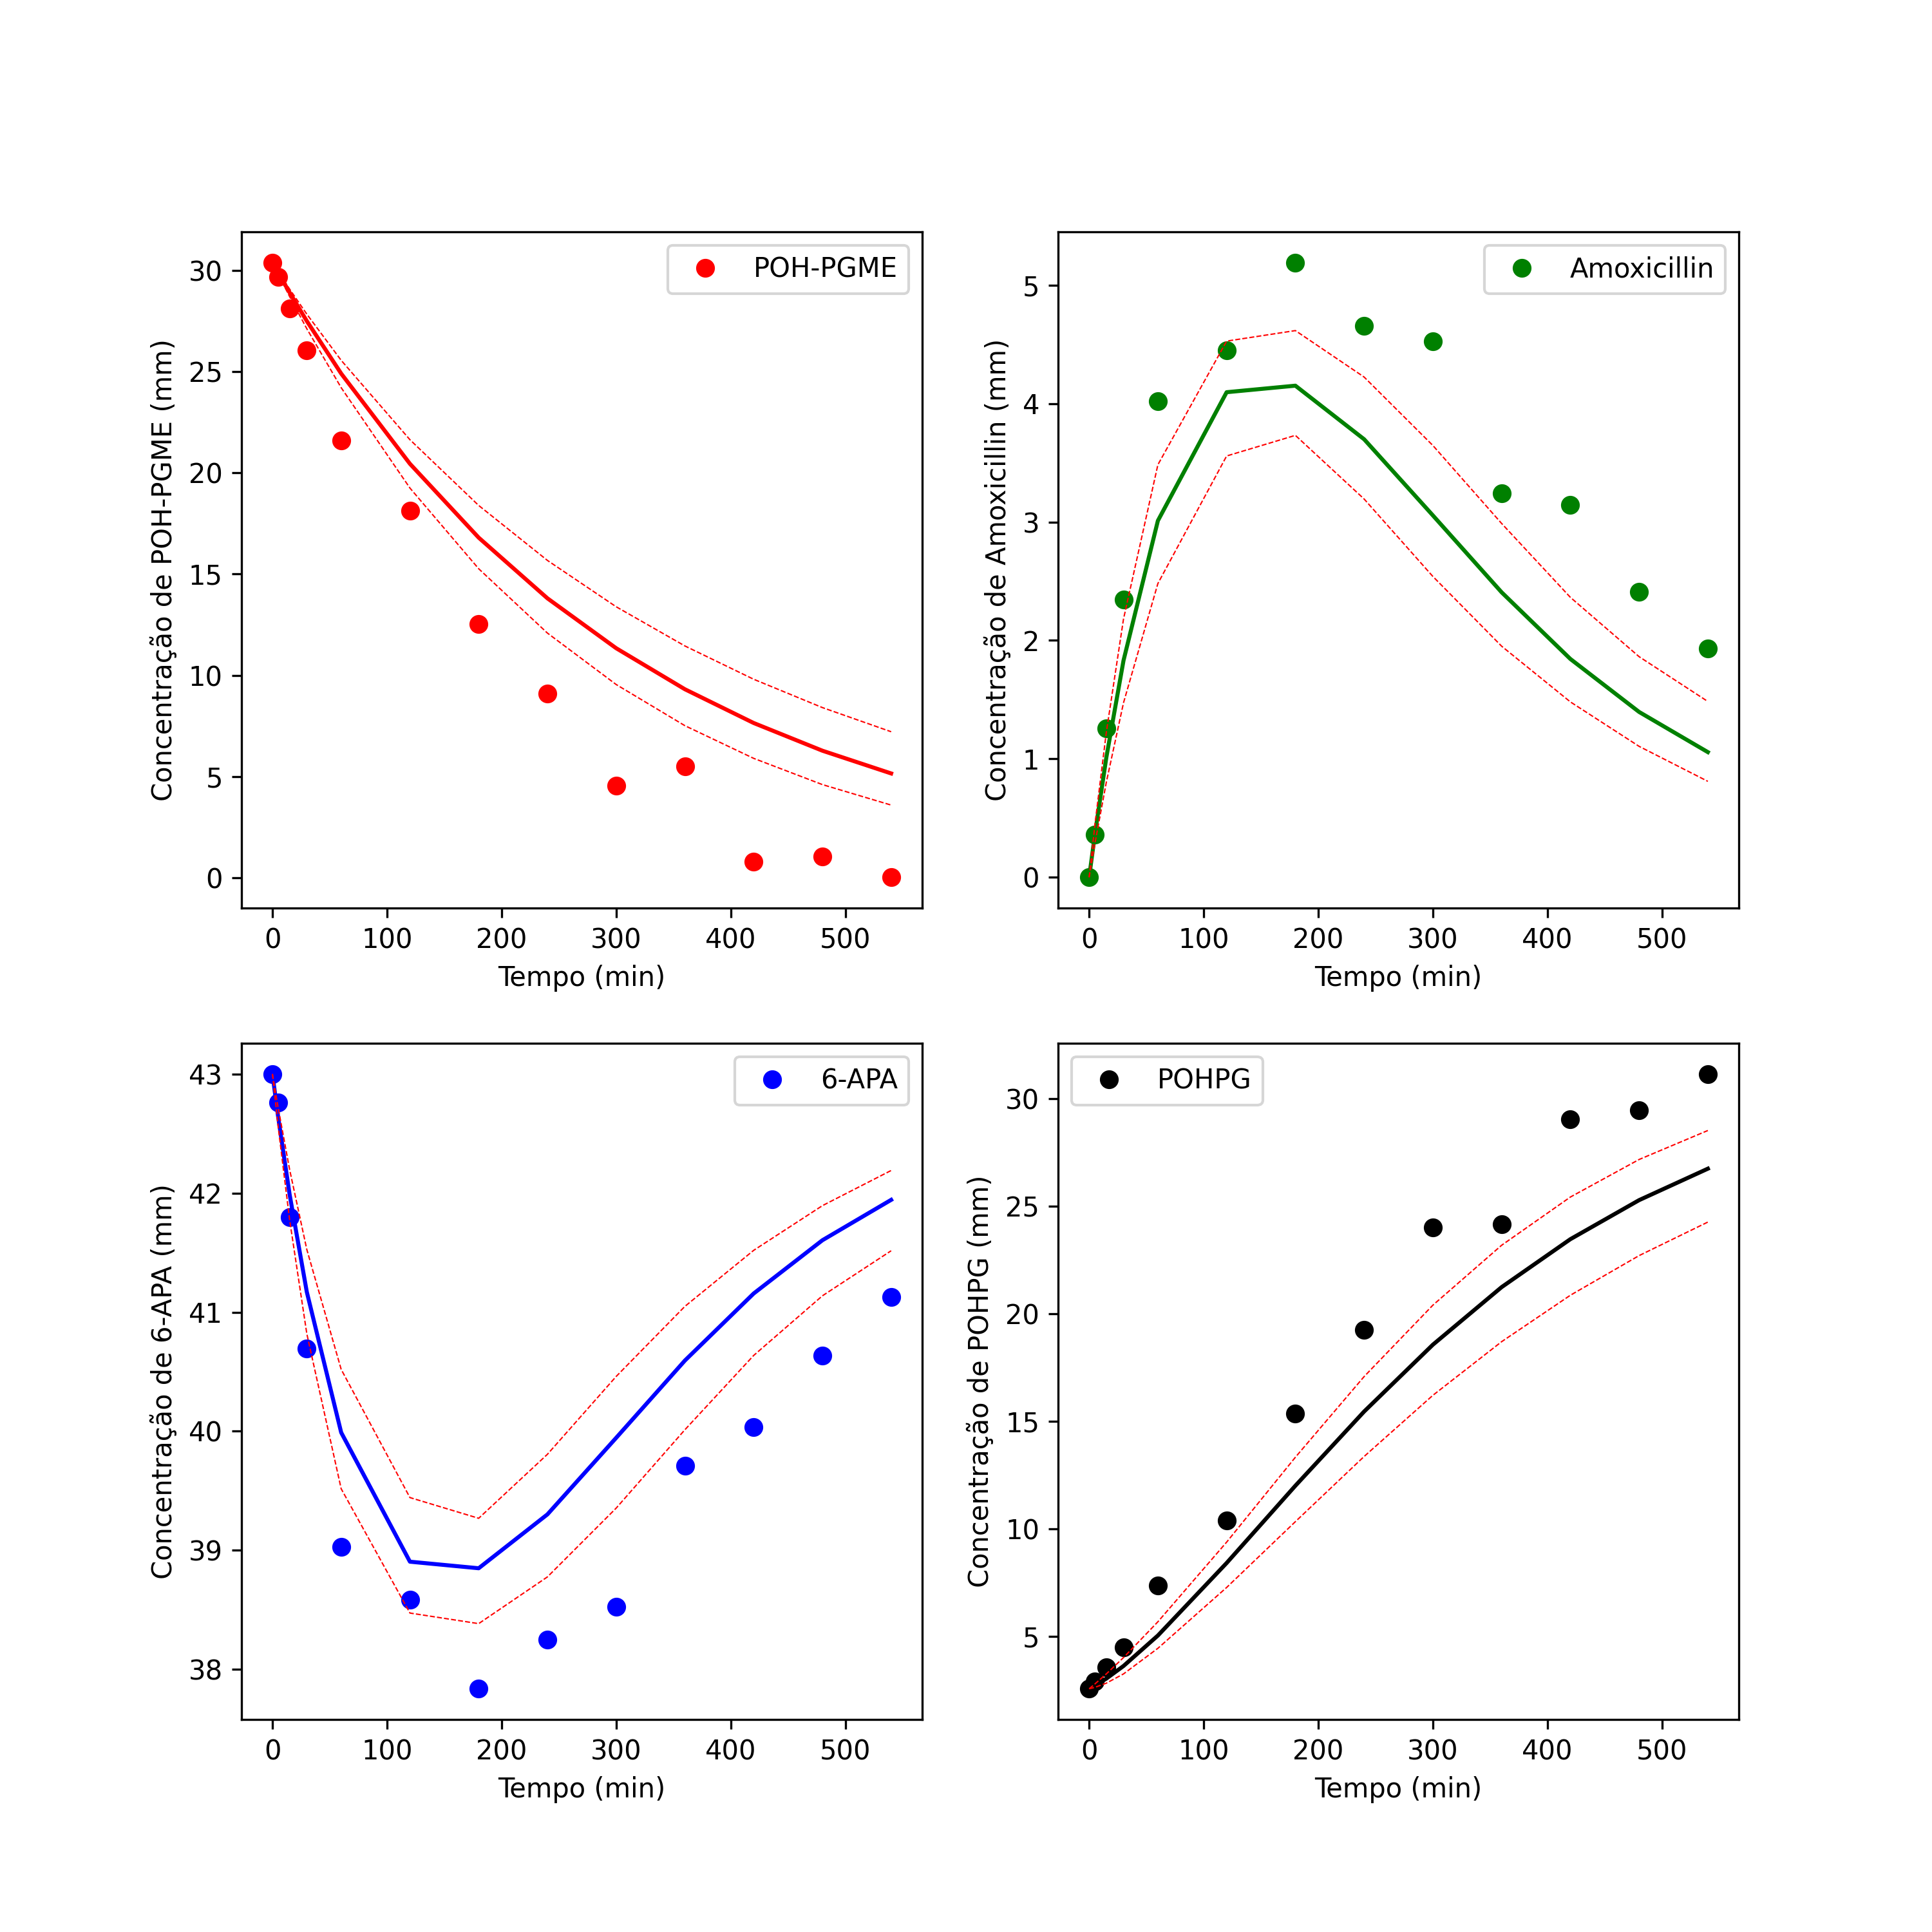 POH-PGME
Concentração de POH-PGME (mm)
30
25
20
15
10
5
0
0 100 200 300 400 500
Tempo (min)
Amoxicillin
Concentração de Amoxicillin (mm)
5
4
3
2
1
0
0 100 200 300 400 500
Tempo (min)
6-APA
Concentração de 6-APA (mm)
43
42
41
40
39
38
0 100 200 300 400 500
Tempo (min)
POHPG
Concentração de POHPG (mm)
30
25
20
15
10
5
0 100 200 300 400 500
Tempo (min)